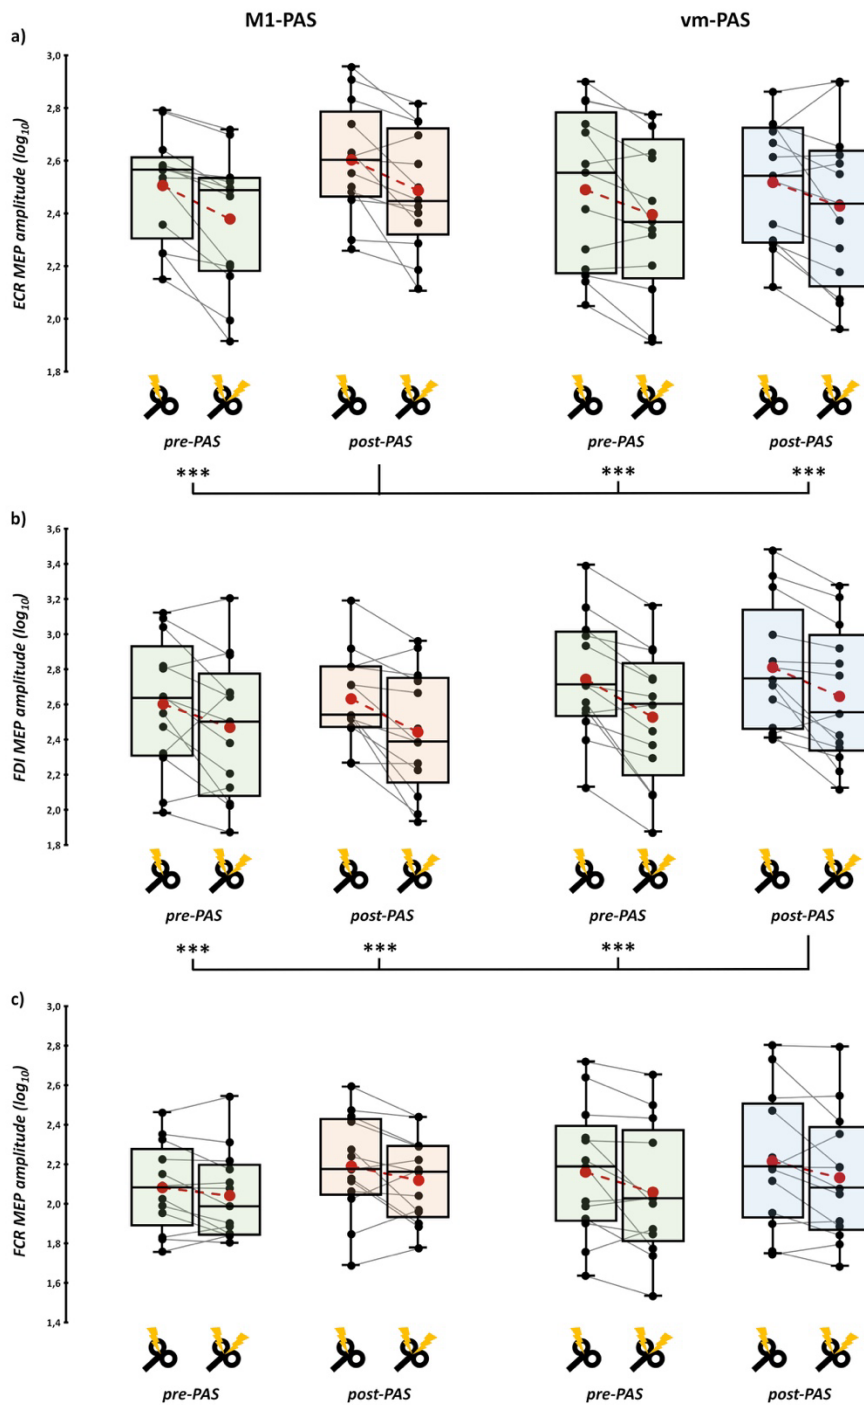 M1-PAS vm-PAS
a)
ECR MEP amplitude (log10)
3,0
2,8
2,6
2,4
2,2
2,0
1,8
pre-PAS post-PAS pre-PAS post-PAS
*** *** ***
b)
FDI MEP amplitude (log10)
3,6
3,4
3,2
3,0
2,8
2,6
2,4
2,2
2,0
1,8
pre-PAS post-PAS pre-PAS post-PAS
*** *** ***
c)
FCR MEP amplitude (log10)
3,0
2,8
2,6
2,4
2,2
2,0
1,8
1,6
1,4
pre-PAS post-PAS pre-PAS post-PAS